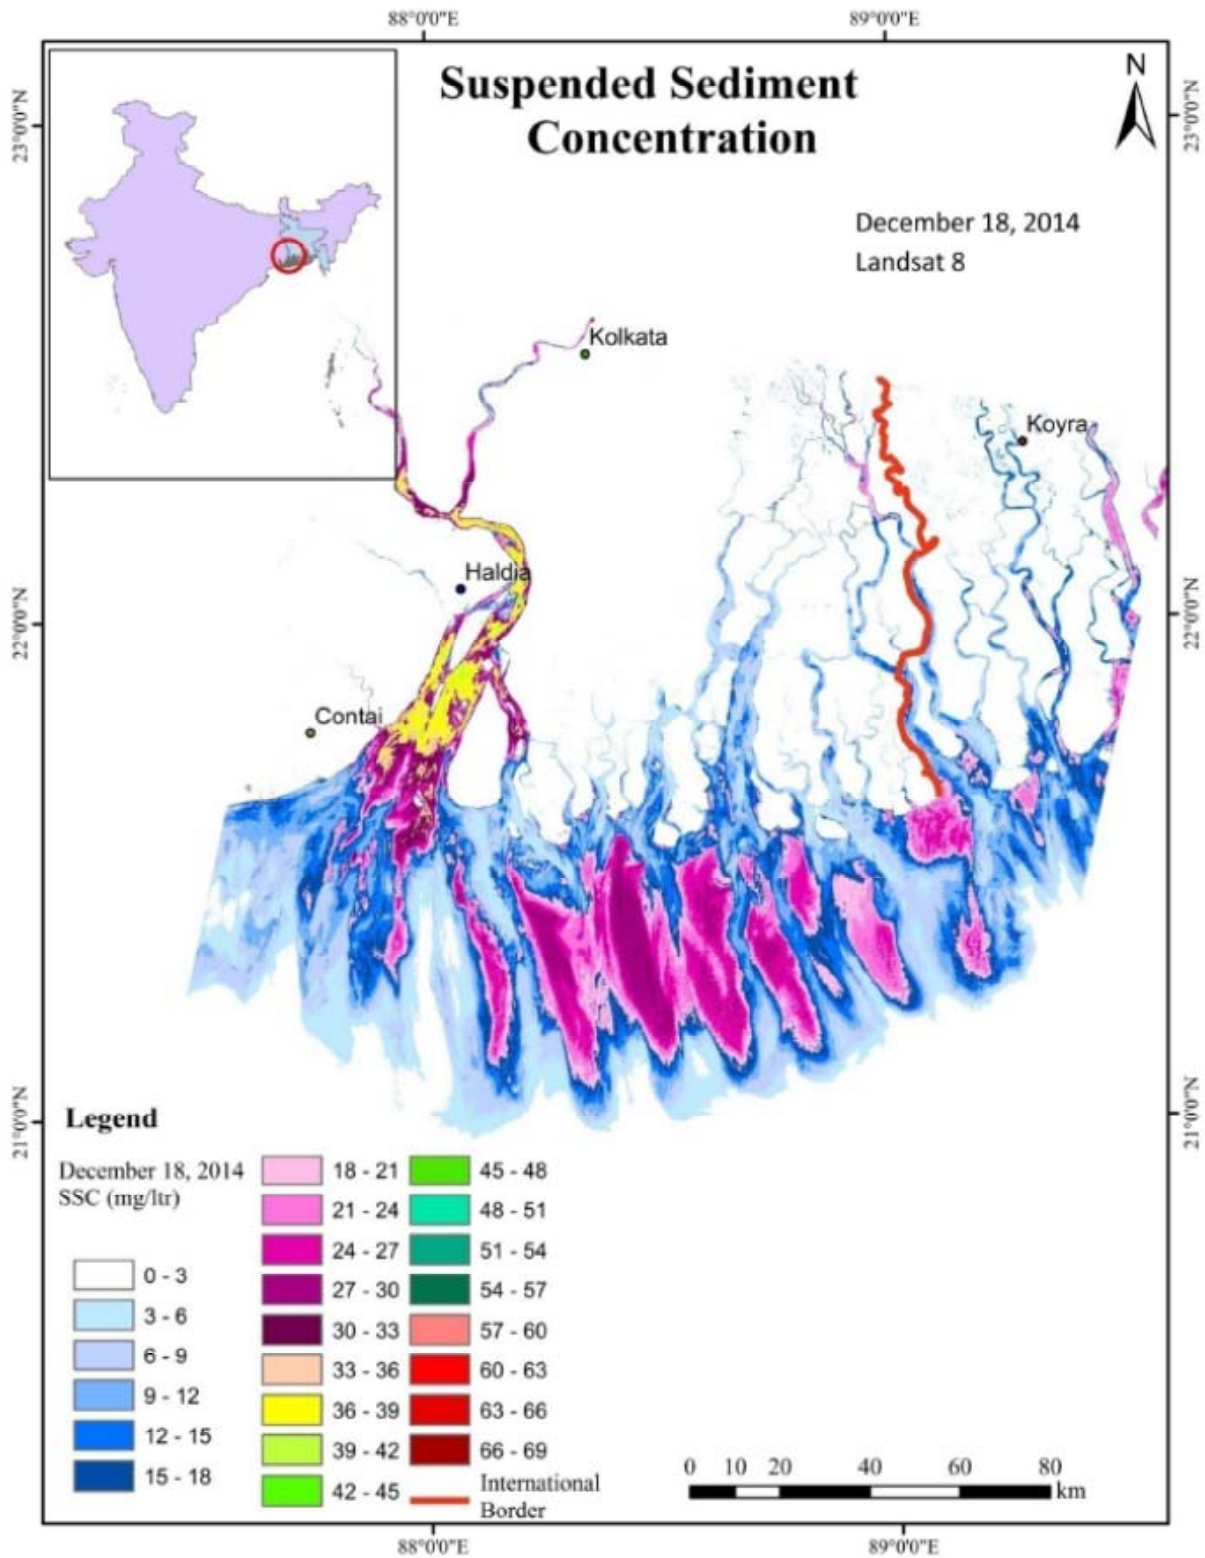 88°0'0"E
89°0'0"E
Suspended Sediment
Concentration
N
23°0'0"N
23°0'0"N
December 18, 2014
Landsat 8
Kolkata
Koyra
Haldia
22°0'0"N
22°0'0"N
Contai
21°0'0"N
21°0'0"N
Legend
December 18, 2014
SSC (mg/ltr)
0 - 3
3 - 6
6 - 9
9 - 12
12 - 15
15 - 18
18 - 21
21 - 24
24 - 27
27 - 30
30 - 33
33 - 36
36 - 39
39 - 42
42 - 45
45 - 48
48 - 51
51 - 54
54 - 57
57 - 60
60 - 63
63 - 66
66 - 69
International
Border
0 10 20 40 60 80
km
88°0'0"E
89°0'0"E